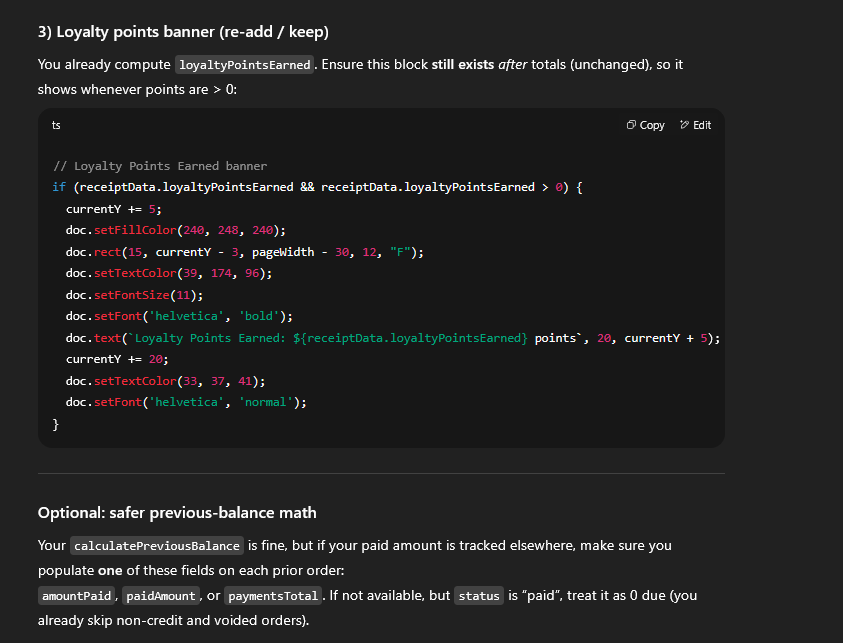 3) Loyalty points banner (re-add / keep)
You already compute loyaltyPointsEarned. Ensure this block still exists after totals (unchanged), so it
shows whenever points are > 0:
ts
Copy
Edit
// Loyalty Points Earned banner
if (receiptData.loyaltyPointsEarned && receiptData.loyaltyPointsEarned > 0) {
  currentY += 5;
  doc.setFillColor(240, 248, 240);
  doc.rect(15, currentY - 3, pageWidth - 30, 12, "F");
  doc.setTextColor(39, 174, 96);
  doc.setFontSize(11);
  doc.setFont('helvetica', 'bold');
  doc.text(`Loyalty Points Earned: ${receiptData.loyaltyPointsEarned} points`, 20, currentY + 5);
  currentY += 20;
  doc.setTextColor(33, 37, 41);
  doc.setFont('helvetica', 'normal');
}
Optional: safer previous-balance math
Your calculatePreviousBalance is fine, but if your paid amount is tracked elsewhere, make sure you
populate one of these fields on each prior order:
amountPaid, paidAmount, or paymentsTotal. If not available, but status is “paid”, treat it as 0 due (you
already skip non-credit and voided orders).